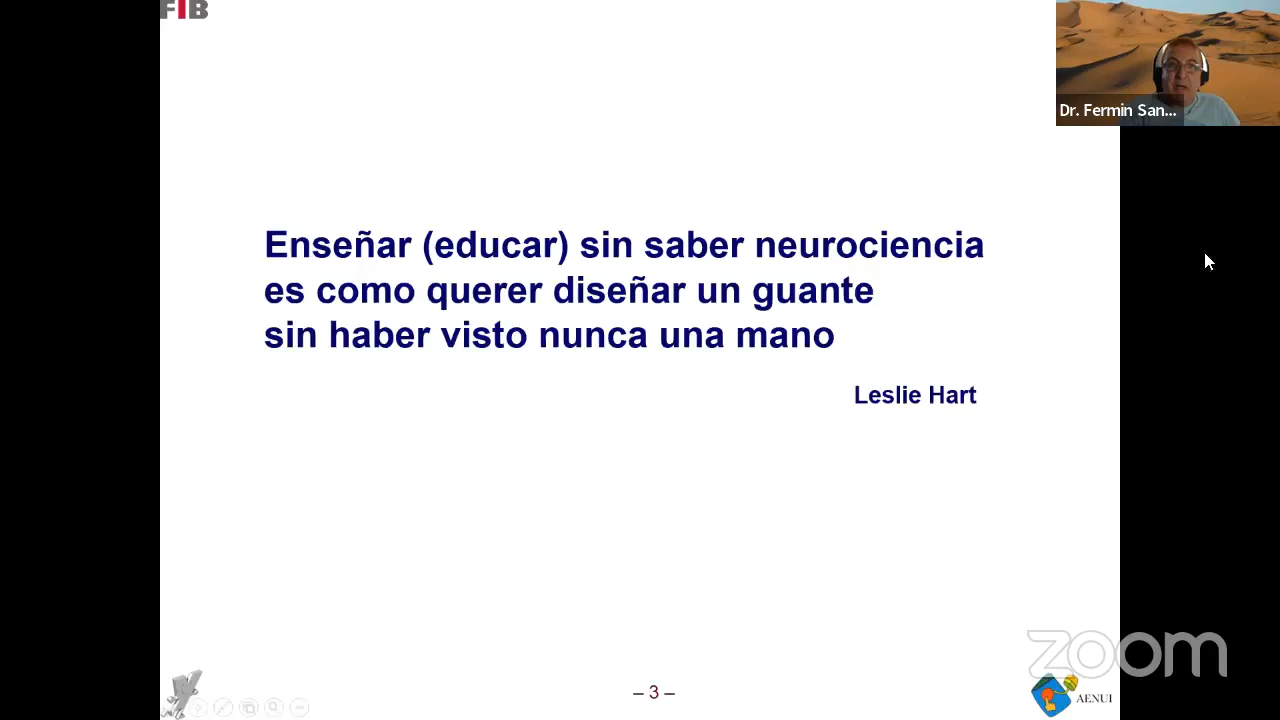 FIB
Dr. Fermin San...
Enseñar (educar) sin saber neurociencia
es como querer diseñar un guante
sin haber visto nunca una mano
Leslie Hart
zoom
– 3 –
AENUI